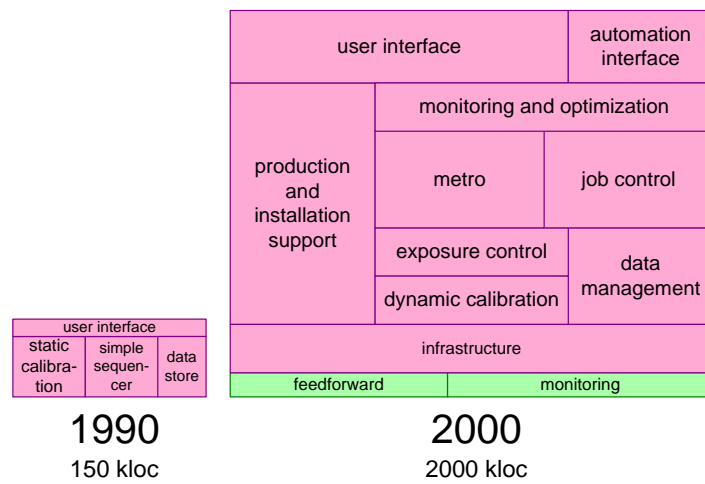 user interface
static
calibra-
tion
simple
sequen-
cer
data
store
1990
150 kloc
user interface
automation
interface
production
and
installation
support
monitoring and optimization
metro
job control
exposure control
dynamic calibration
data
management
infrastructure
feedforward
monitoring
2000
2000 kloc